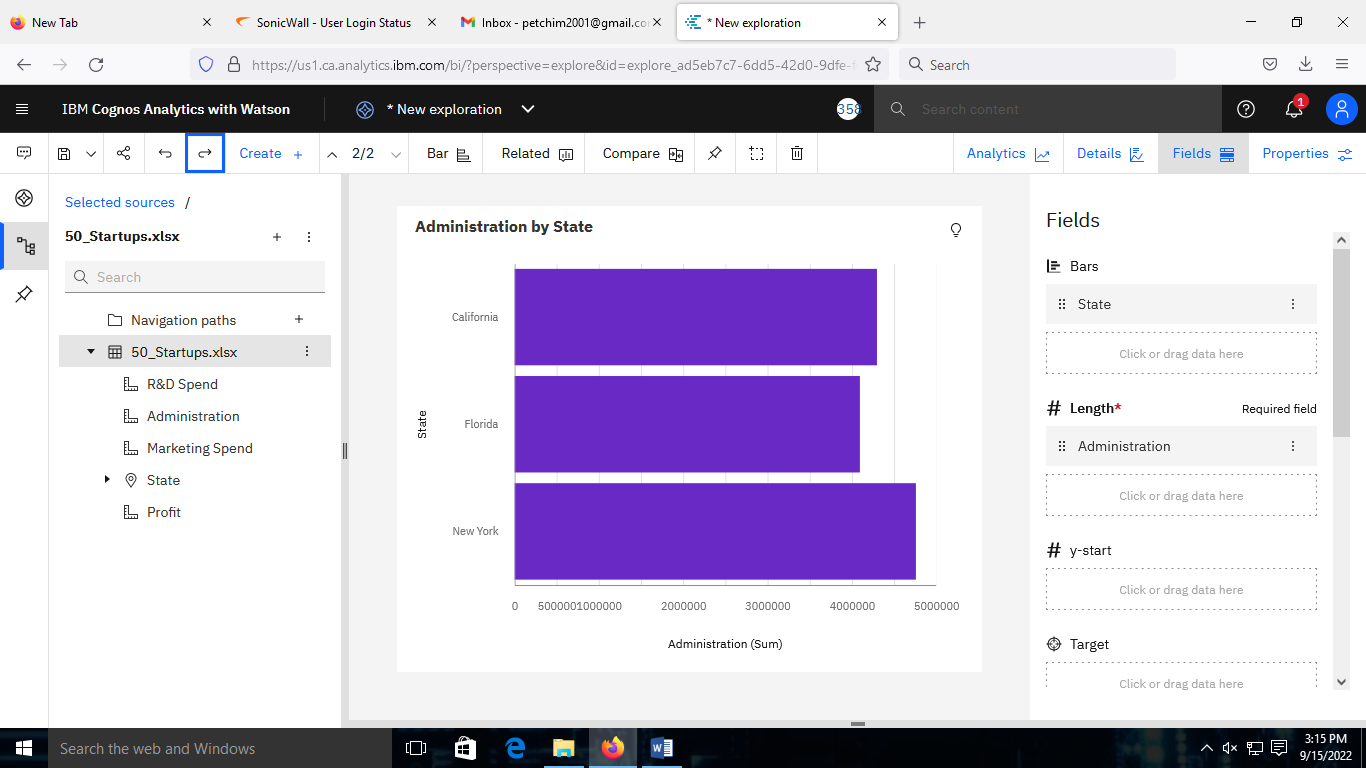 New Tab
SonicWall - User Login Status
Inbox - petchim2001@gmail.co
* New exploration
https://us1.ca.analytics.ibm.com/bi/?perspective=explore&id=explore_ad5eb7c7-6dd5-42d0-9dfe-f
Search
IBM Cognos Analytics with Watson
* New exploration
358
Search content
1
Create
2/2
Bar
Related
Compare
Analytics
Details
Fields
Properties
Selected sources /
50_Startups.xlsx
Search
Navigation paths
50_Startups.xlsx
R&D Spend
Administration
Marketing Spend
State
Profit
Administration by State
State
California
Florida
New York
0 5000001000000 2000000 3000000 4000000 5000000
Administration (Sum)
Fields
Bars
State
Click or drag data here
Length* Required field
Administration
Click or drag data here
y-start
Click or drag data here
Target
Click or drag data here
Search the web and Windows
3:15 PM
9/15/2022